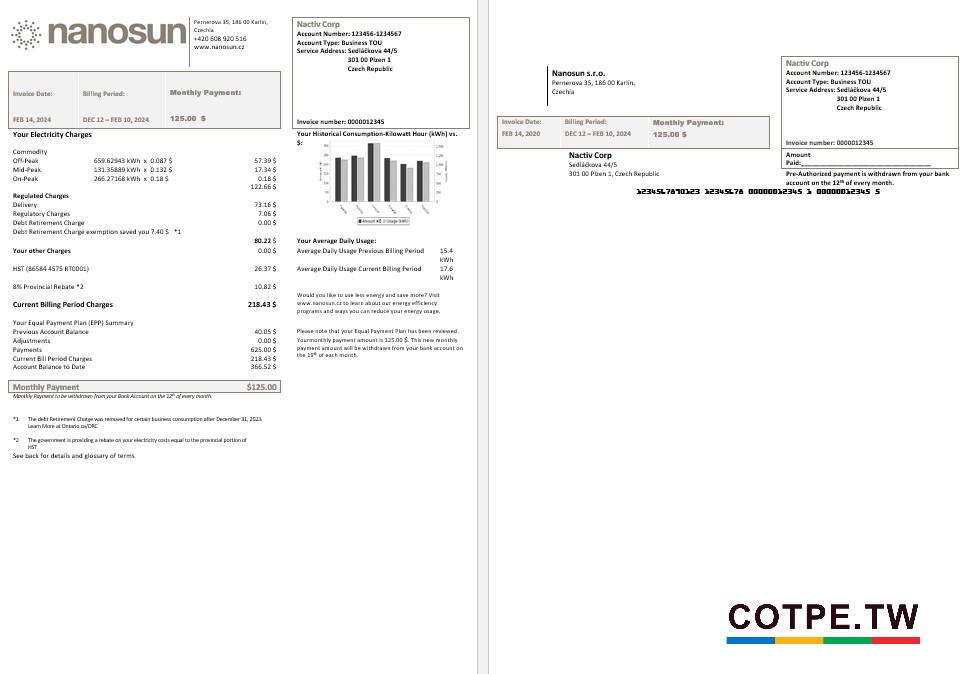 nanosun
Pernerova 35, 186 00 Karlín,
Czechia
+420 608 920 516
www.nanosun.cz
Invoice Date:
Billing Period:
Monthly Payment:
FEB 14, 2024
DEC 12 – FEB 10, 2024
125.00 $
Your Electricity Charges
Commodity
Off-Peak 659.62943 kWh x 0.087 $ 57.39 $
Mid-Peak 131.35889 kWh x 0.132 $ 17.34 $
On-Peak 266.27168 kWh x 0.18 $ 0.18 $
122.66 $
Regulated Charges
Delivery 73.16 $
Regulatory Charges 7.06 $
Debt Retirement Charge 0.00 $
Debt Retirement Charge exemption saved you 7.40 $ *1
80.22 $
Your other Charges 0.00 $
HST (86584 4575 RT0001) 26.37 $
8% Provincial Rebate *2 10.82 $
Current Billing Period Charges 218.43 $
Your Equal Payment Plan (EPP) Summary
Previous Account Balance 40.05 $
Adjustments 0.00 $
Payments 625.00 $
Current Bill Period Charges 218.43 $
Account Balance to Date 366.52 $
Monthly Payment $125.00
Monthly Payment to be withdrawn from your Bank Account on the 12th of every month.
*1 The debt Retirement Charge was removed for certain business consumption after December 31, 2023.
Learn More at Ontario.ca/DRC
*2 The government is providing a rebate on your electricity costs equal to the provincial portion of
HST
See back for details and glossary of terms
Nactiv Corp
Account Number: 123456-1234567
Account Type: Business TOU
Service Address: Sedláčkova 44/5
301 00 Plzen 1
Czech Republic
Invoice number: 0000012345
Your Historical Consumption-Kilowatt Hour (kWh) vs.
$:
Amount $ Usage (kWh)
Your Average Daily Usage:
Average Daily Usage Previous Billing Period 15.4
kWh
Average Daily Usage Current Billing Period 17.6
kWh
Would you like to use less energy and save more? Visit
www.nanosun.cz to learn about our energy efficiency
programs and ways you can reduce your energy usage.
Please note that your Equal Payment Plan has been reviewed.
Yourmonthly payment amount is 125.00 $. This new monthly
payment amount will be withdrawn from your bank account on
the 19th of each month.
Nanosun s.r.o.
Pernerova 35, 186 00 Karlín,
Czechia
Invoice Date:
Billing Period:
Monthly Payment:
FEB 14, 2020
DEC 12 – FEB 10, 2024
125.00 $
Nactiv Corp
Sedláčkova 44/5
301 00 Plzen 1, Czech Republic
Nactiv Corp
Account Number: 123456-1234567
Account Type: Business TOU
Service Address: Sedláčkova 44/5
301 00 Plzen 1
Czech Republic
Invoice number: 0000012345
Amount
Paid:
Pre-Authorized payment is withdrawn from your bank
account on the 12th of every month.
1234567890123 12345678 00000012345 1 00000012345 5
COTPE.TW